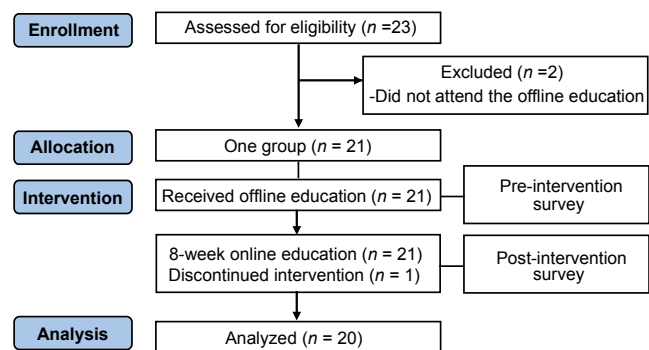 Enrollment
Assessed for eligibility (n =23)
Excluded (n =2)
-Did not attend the offline education
Allocation
One group (n = 21)
Intervention
Received offline education (n = 21)
Pre-intervention
survey
8-week online education (n = 21)
Discontinued intervention (n = 1)
Post-intervention
survey
Analysis
Analyzed (n = 20)